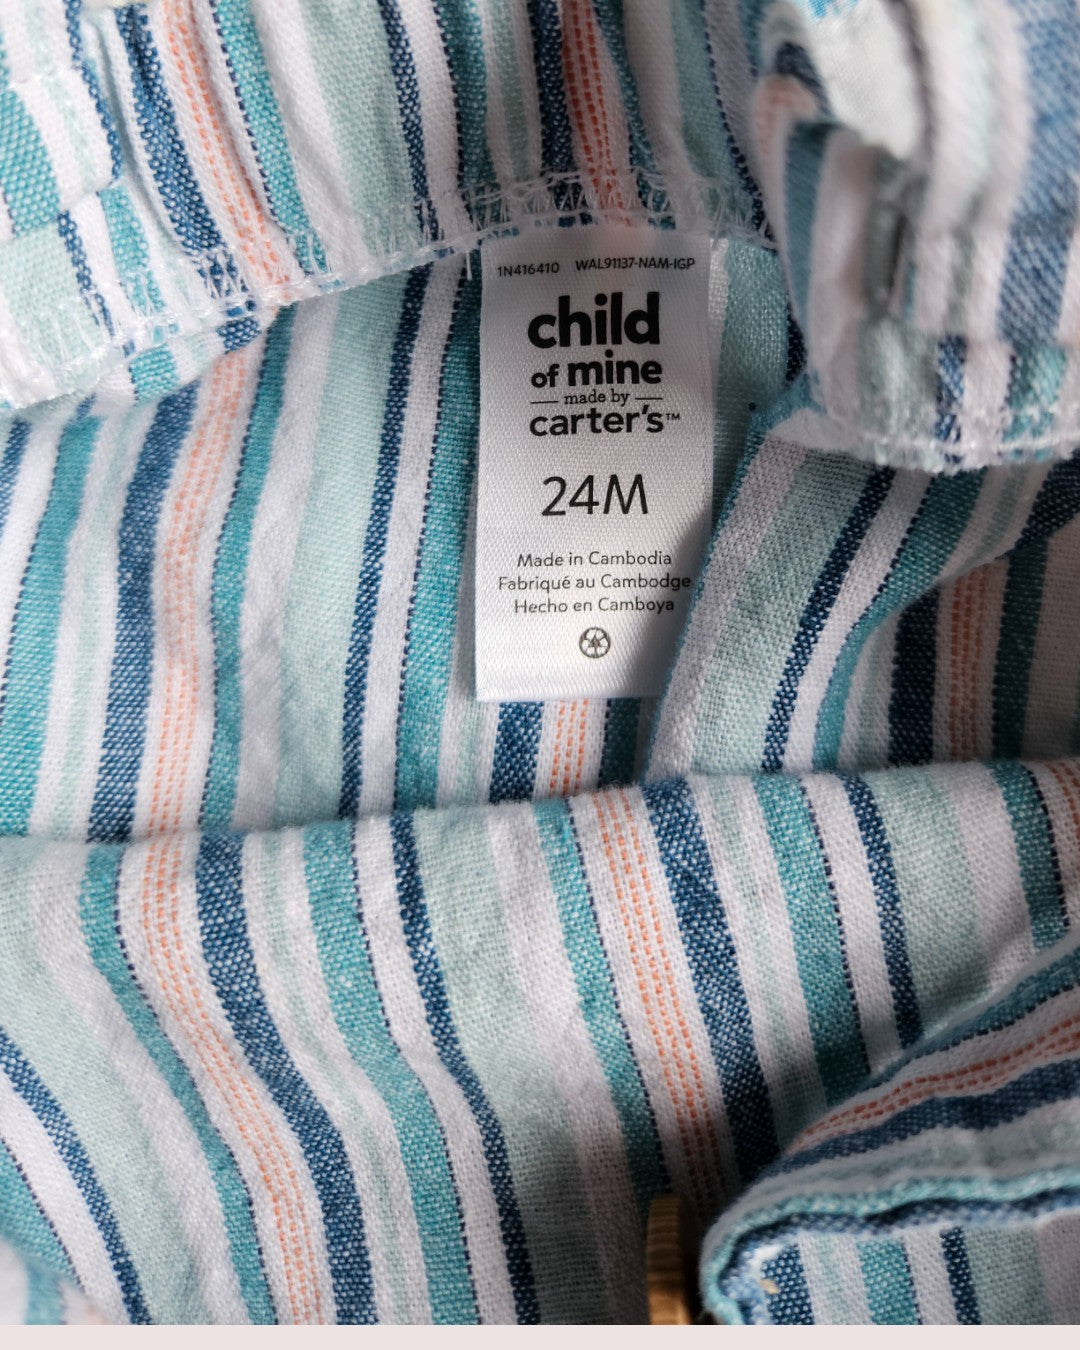 1N416410 WAL91137-NAM-IGP
child
of mine
made by
carter's™
24M
Made in Cambodia
Fabriqué au Cambodge
Hecho en Camboya